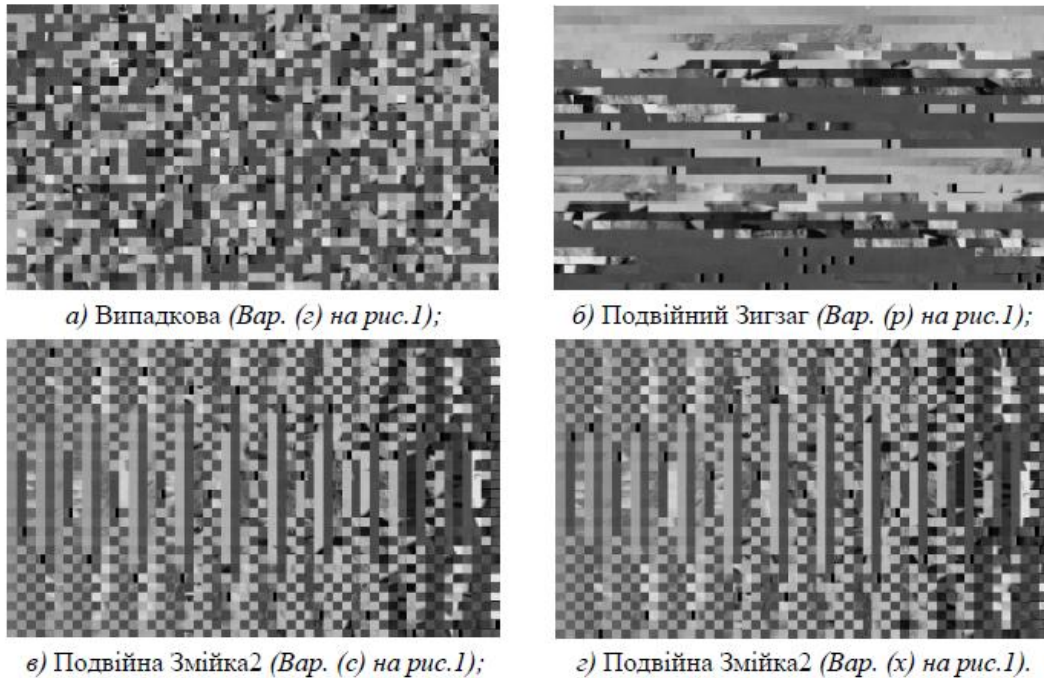 а) Випадкова (Вар. (г) на рис.1);
б) Подвійний Зигзаг (Вар. (р) на рис.1);
в) Подвійна Змійка2 (Вар. (с) на рис.1);
г) Подвійна Змійка2 (Вар. (х) на рис.1).